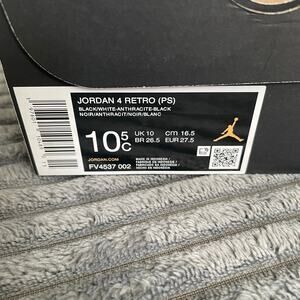 JORDAN 4 RETRO (PS)
BLACK/WHITE-ANTHRACITE-BLACK
NOIR/ANTHRACIT/NOIR/BLANC
10 5C
UK 10 cm 16.5
BR 26.5 EUR 27.5
JORDAN.COM
FV4537 002
MADE IN INDONESIA